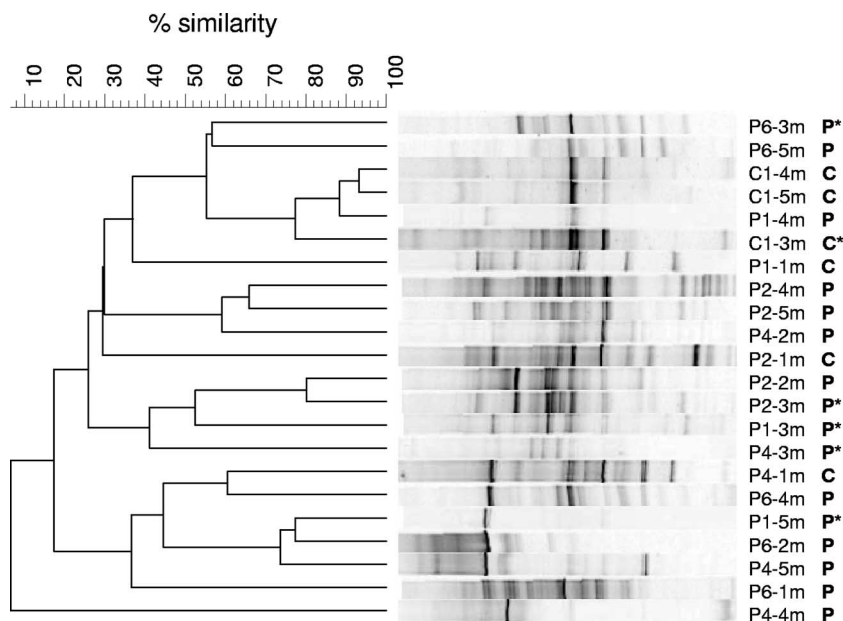 % similarity
10 20 30 40 50 60 70 80 90 100
P6-3m P*
P6-5m P
C1-4m C
C1-5m C
P1-4m P
C1-3m C*
P1-1m C
P2-4m P
P2-5m P
P4-2m P
P2-1m C
P2-2m P
P2-3m P*
P1-3m P*
P4-3m P*
P4-1m C
P6-4m P
P1-5m P*
P6-2m P
P4-5m P
P6-1m P
P4-4m P